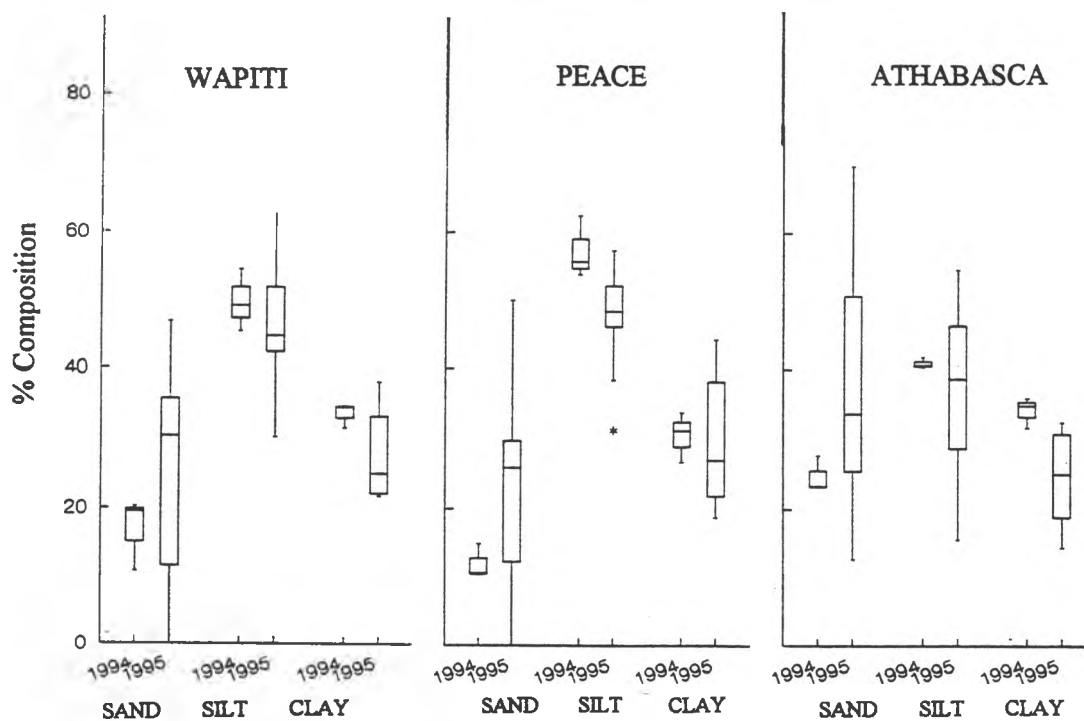 WAPITI PEACE ATHABASCA
80
60
40
20
0
% Composition
*
1994 1995 1994 1995 1994 1995 1994 1995 1994 1995 1994 1995 1994 1995 1994 1995 1994 1995
SAND SILT CLAY SAND SILT CLAY SAND SILT CLAY